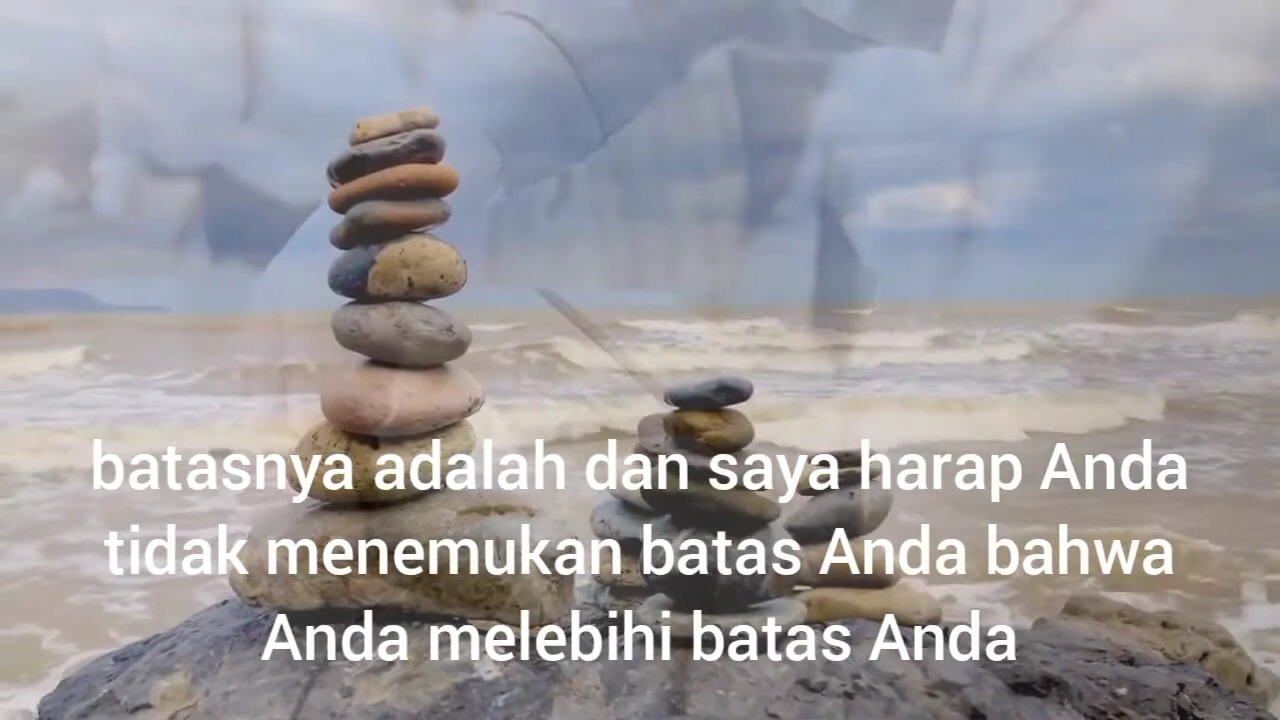 batasnya adalah dan saya harap Anda
tidak menemukan batas Anda bahwa
Anda melebihi batas Anda